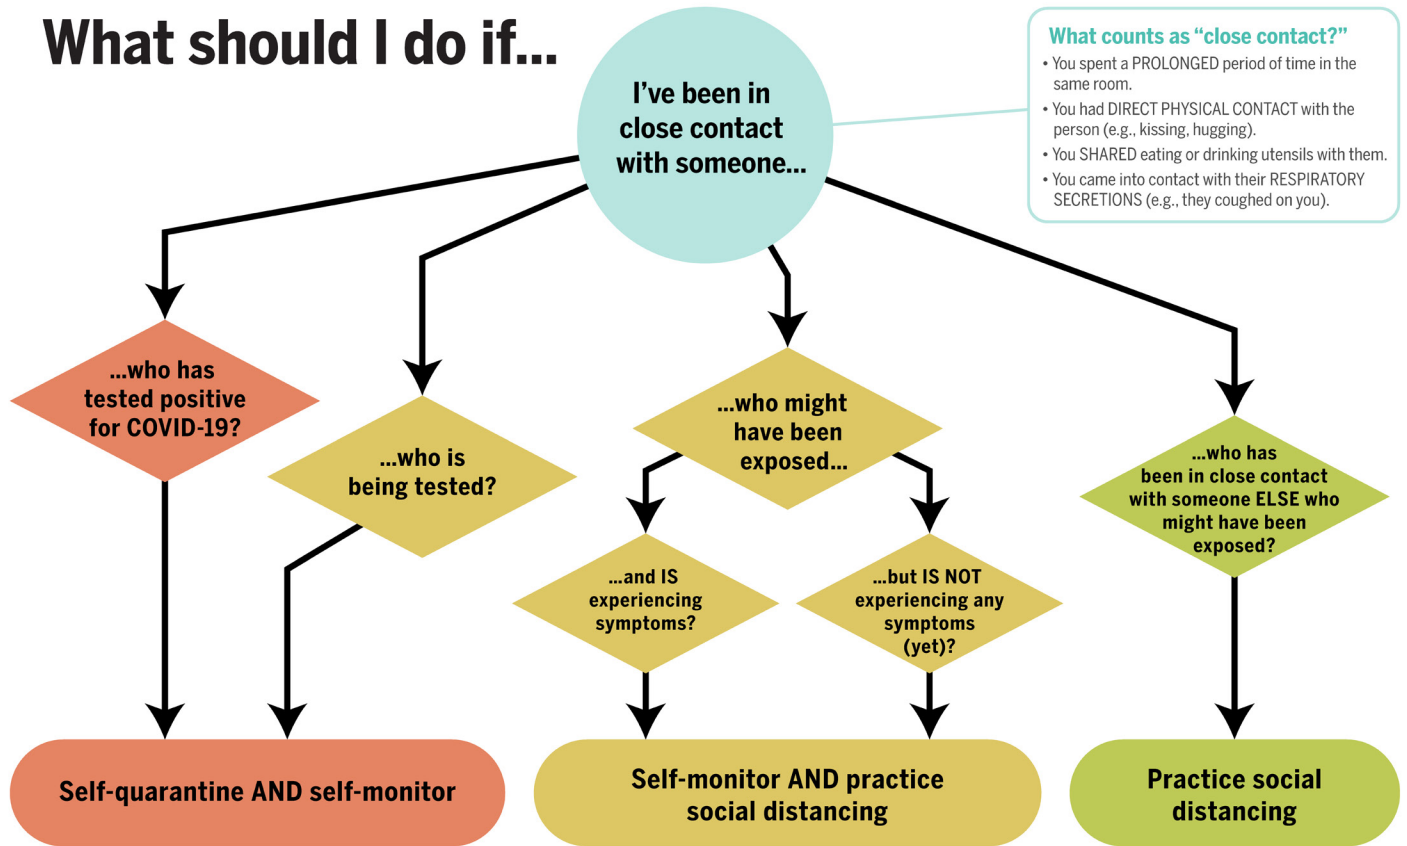 What should I do if...
I've been in
close contact
with someone...
What counts as “close contact?”
• You spent a PROLONGED period of time in the
same room.
• You had DIRECT PHYSICAL CONTACT with the
person (e.g., kissing, hugging).
• You SHARED eating or drinking utensils with them.
• You came into contact with their RESPIRATORY
SECRETIONS (e.g., they coughed on you).
...who has
tested positive
for COVID-19?
...who is
being tested?
...who might
have been
exposed...
...and IS
experiencing
symptoms?
...but IS NOT
experiencing any
symptoms
(yet)?
...who has
been in close contact
with someone ELSE who
might have been
exposed?
Self-quarantine AND self-monitor
Self-monitor AND practice
social distancing
Practice social
distancing